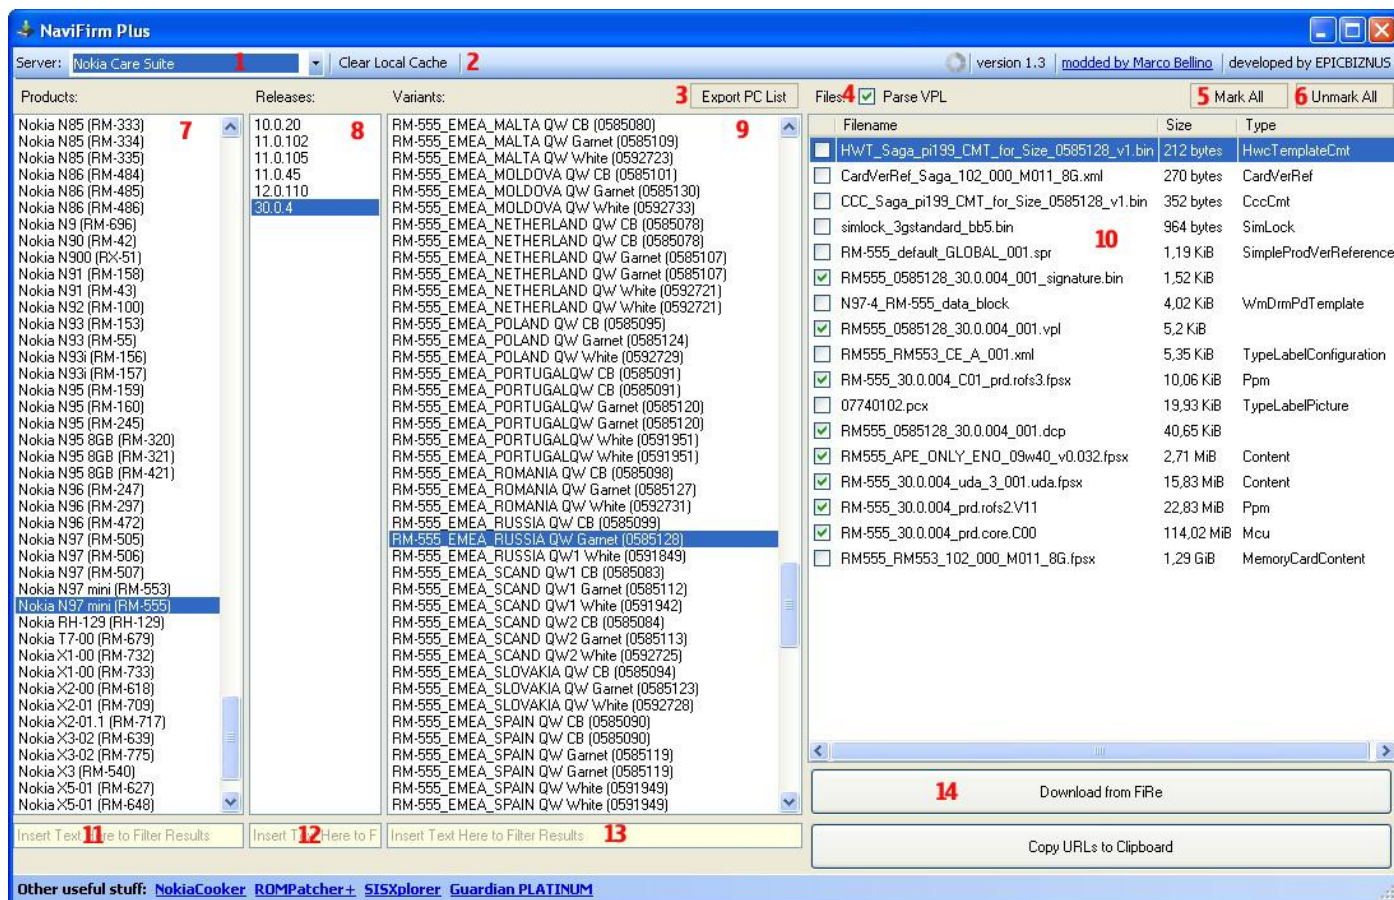 NaviFirm Plus
Server: Nokia Care Suite 1 Clear Local Cache 2 version 1.3 modded by Marco Bellino developed by EPICBIZNUS
Products: Releases: Variants: 3 Export PC List Files: 4 Parse VPL 5 Mark All 6 Unmark All
7
Nokia N85 (RM-333)
Nokia N85 (RM-334)
Nokia N85 (RM-335)
Nokia N86 (RM-484)
Nokia N86 (RM-485)
Nokia N86 (RM-486)
Nokia N9 (RM-696)
Nokia N90 (RM-42)
Nokia N900 (RX-51)
Nokia N91 (RM-158)
Nokia N91 (RM-43)
Nokia N92 (RM-100)
Nokia N93 (RM-153)
Nokia N93 (RM-55)
Nokia N93i (RM-156)
Nokia N93i (RM-157)
Nokia N95 (RM-159)
Nokia N95 (RM-160)
Nokia N95 (RM-245)
Nokia N95 8GB (RM-320)
Nokia N95 8GB (RM-321)
Nokia N95 8GB (RM-421)
Nokia N96 (RM-247)
Nokia N96 (RM-297)
Nokia N96 (RM-472)
Nokia N97 (RM-505)
Nokia N97 (RM-506)
Nokia N97 (RM-507)
Nokia N97 mini (RM-553)
Nokia N97 mini (RM-555)
Nokia RH-129 (RH-129)
Nokia T7-00 (RM-679)
Nokia X1-00 (RM-732)
Nokia X1-00 (RM-733)
Nokia X2-00 (RM-618)
Nokia X2-01 (RM-709)
Nokia X2-01.1 (RM-717)
Nokia X3-02 (RM-639)
Nokia X3-02 (RM-775)
Nokia X3 (RM-540)
Nokia X5-01 (RM-627)
Nokia X5-01 (RM-648)
8
10.0.20
11.0.102
11.0.105
11.0.45
12.0.110
30.0.4
9
RM-555_EMEA_MALTA QW CB (0585080)
RM-555_EMEA_MALTA QW Garnet (0585109)
RM-555_EMEA_MALTA QW White (0592723)
RM-555_EMEA_MOLDOVA QW CB (0585101)
RM-555_EMEA_MOLDOVA QW Garnet (0585130)
RM-555_EMEA_MOLDOVA QW White (0592733)
RM-555_EMEA_NETHERLAND QW CB (0585078)
RM-555_EMEA_NETHERLAND QW CB (0585078)
RM-555_EMEA_NETHERLAND QW Garnet (0585107)
RM-555_EMEA_NETHERLAND QW Garnet (0585107)
RM-555_EMEA_NETHERLAND QW White (0592721)
RM-555_EMEA_NETHERLAND QW White (0592721)
RM-555_EMEA_POLAND QW CB (0585095)
RM-555_EMEA_POLAND QW Garnet (0585124)
RM-555_EMEA_POLAND QW White (0592729)
RM-555_EMEA_PORTUGALQW CB (0585091)
RM-555_EMEA_PORTUGALQW CB (0585091)
RM-555_EMEA_PORTUGALQW Garnet (0585120)
RM-555_EMEA_PORTUGALQW Garnet (0585120)
RM-555_EMEA_PORTUGALQW White (0591951)
RM-555_EMEA_PORTUGALQW White (0591951)
RM-555_EMEA_ROMANIA QW CB (0585098)
RM-555_EMEA_ROMANIA QW Garnet (0585127)
RM-555_EMEA_ROMANIA QW White (0592731)
RM-555_EMEA_RUSSIA QW CB (0585099)
RM-555_EMEA_RUSSIA QW Garnet (0585128)
RM-555_EMEA_RUSSIA QW1 White (0591849)
RM-555_EMEA_SCAND QW1 CB (0585083)
RM-555_EMEA_SCAND QW1 Garnet (0585112)
RM-555_EMEA_SCAND QW1 White (0591942)
RM-555_EMEA_SCAND QW2 CB (0585084)
RM-555_EMEA_SCAND QW2 Garnet (0585113)
RM-555_EMEA_SCAND QW2 White (0592725)
RM-555_EMEA_SLOVAKIA QW CB (0585094)
RM-555_EMEA_SLOVAKIA QW Garnet (0585123)
RM-555_EMEA_SLOVAKIA QW White (0592728)
RM-555_EMEA_SPAIN QW CB (0585090)
RM-555_EMEA_SPAIN QW CB (0585090)
RM-555_EMEA_SPAIN QW Garnet (0585119)
RM-555_EMEA_SPAIN QW Garnet (0585119)
RM-555_EMEA_SPAIN QW White (0591949)
RM-555_EMEA_SPAIN QW White (0591949)
Filename Size Type
HWT_Saga_pi199_CMT_for_Size_0585128_v1.bin 212 bytes HwcTemplateCmt
CardVerRef_Saga_102_000_M011_8G.xml 270 bytes CardVerRef
CCC_Saga_pi199_CMT_for_Size_0585128_v1.bin 352 bytes CccCmt
simlock_3gstandard_bb5.bin 964 bytes SimLock
10
RM-555_default_GLOBAL_001.spr 1,19 KiB SimpleProdVerReference
RM555_0585128_30.0.004_001_signature.bin 1,52 KiB
N97-4_RM-555_data_block 4,02 KiB WmDrmPdTemplate
RM555_0585128_30.0.004_001.vpl 5,2 KiB
RM555_RM553_CE_A_001.xml 5,35 KiB TypeLabelConfiguration
RM-555_30.0.004_C01_prd.rofs3.fpsx 10,06 KiB Ppm
07740102.pcx 19,93 KiB TypeLabelPicture
RM555_0585128_30.0.004_001.dcp 40,65 KiB
RM555_APE_ONLY_ENO_09w40_v0.032.fpsx 2,71 MiB Content
RM-555_30.0.004_uda_3_001.uda.fpsx 15,83 MiB Content
RM-555_30.0.004_prd.rofs2.V11 22,83 MiB Ppm
RM-555_30.0.004_prd.core.C00 114,02 MiB Mcu
RM555_RM553_102_000_M011_8G.fpsx 1,29 GiB MemoryCardContent
14 Download from FiRe
Insert Text Here to Filter Results 11
Insert Text Here to F 12
Insert Text Here to Filter Results 13
Copy URLs to Clipboard
Other useful stuff: NokiaCooker ROMPatcher+ SISXplorer Guardian PLATINUM